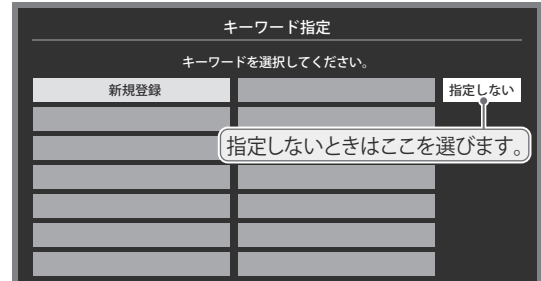 キーワード指定
キーワードを選択してください。
新規登録
指定しない
指定しないときはここを選びます。